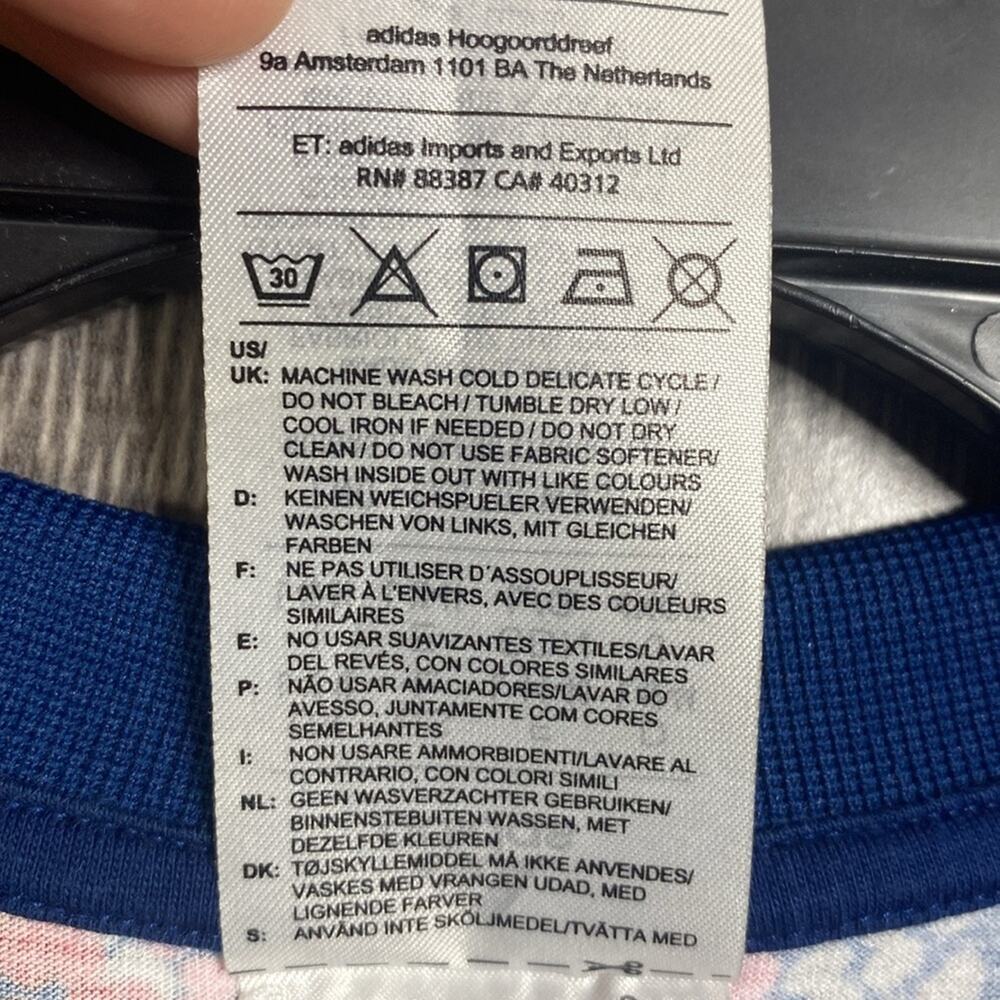 adidas Hoogoorddreef
9a Amsterdam 1101 BA The Netherlands
ET: adidas Imports and Exports Ltd
RN# 88387 CA# 40312
30
US/
UK: MACHINE WASH COLD DELICATE CYCLE /
DO NOT BLEACH / TUMBLE DRY LOW /
COOL IRON IF NEEDED / DO NOT DRY
CLEAN / DO NOT USE FABRIC SOFTENER/
WASH INSIDE OUT WITH LIKE COLOURS
D: KEINEN WEICHSPUELER VERWENDEN/
WASCHEN VON LINKS, MIT GLEICHEN
FARBEN
F: NE PAS UTILISER D´ASSOUPLISSEUR/
LAVER À L'ENVERS, AVEC DES COULEURS
SIMILAIRES
E: NO USAR SUAVIZANTES TEXTILES/LAVAR
DEL REVÉS, CON COLORES SIMILARES
P: NÃO USAR AMACIADORES/LAVAR DO
AVESSO, JUNTAMENTE COM CORES
SEMELHANTES
I: NON USARE AMMORBIDENTI/LAVARE AL
CONTRARIO, CON COLORI SIMILI
NL: GEEN WASVERZACHTER GEBRUIKEN/
BINNENSTEBUITEN WASSEN, MET
DEZELFDE KLEUREN
DK: TØJSKYLLEMIDDEL MÅ IKKE ANVENDES/
VASKES MED VRANGEN UDAD, MED
LIGNENDE FARVER
S: ANVÄND INTE SKÖLJMEDEL/TVÄTTA MED